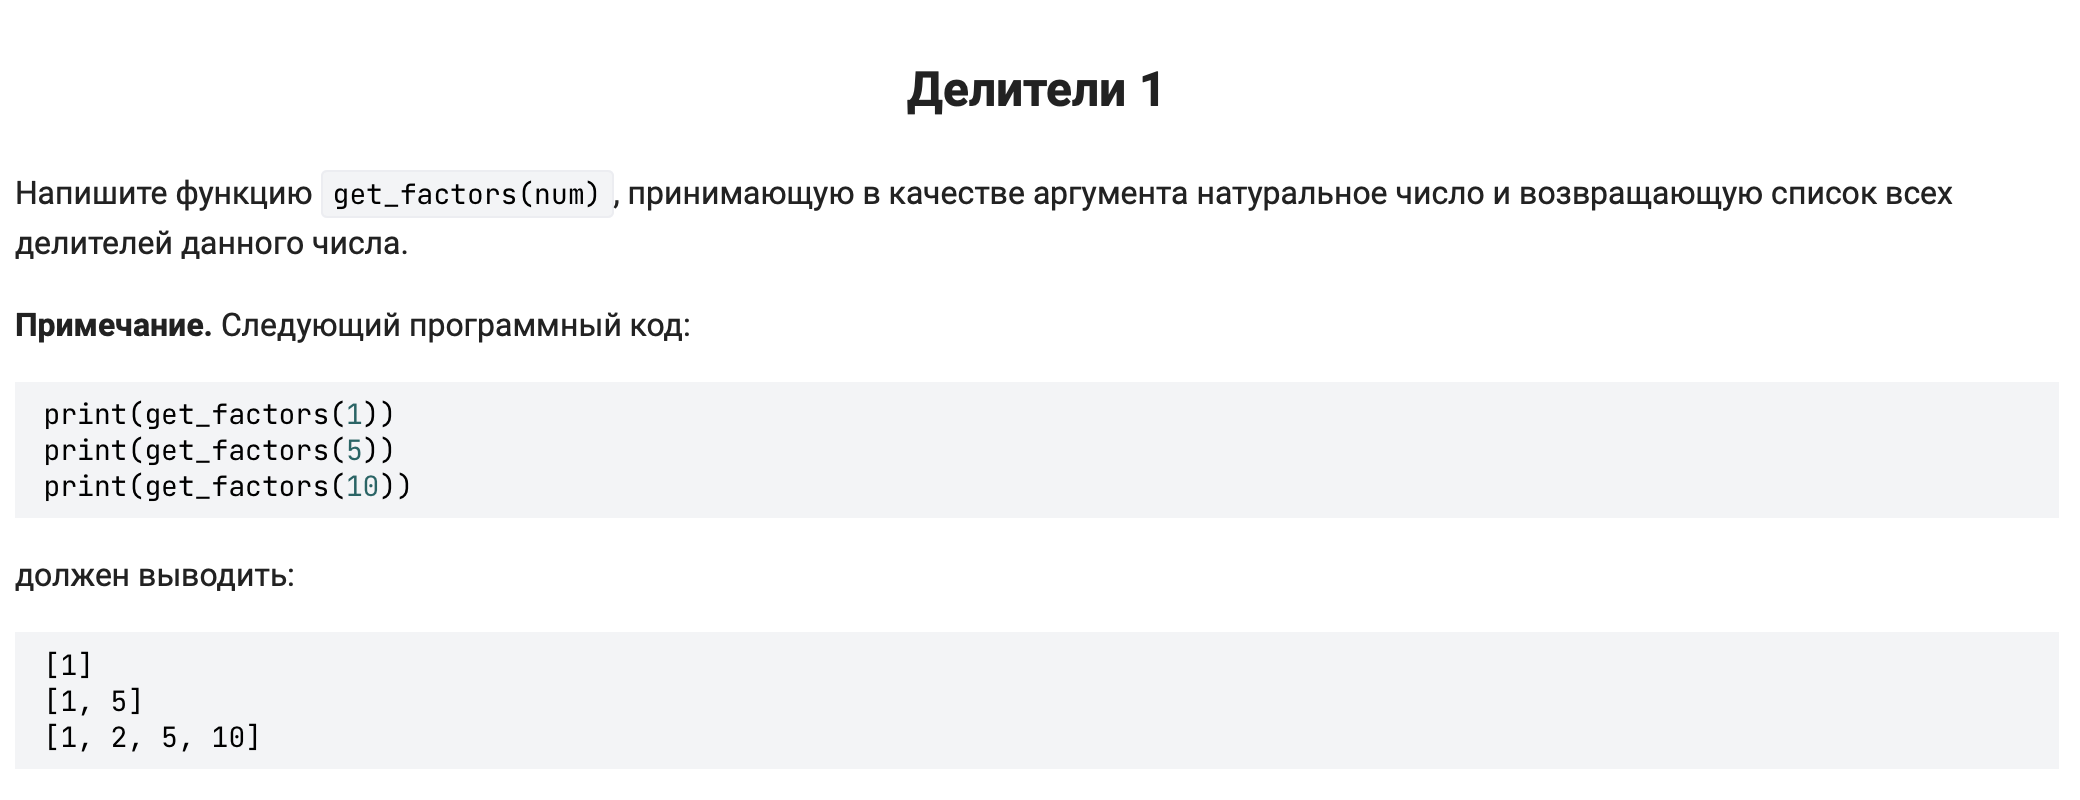 Делители 1
Напишите функцию get_factors(num), принимающую в качестве аргумента натуральное число и возвращающую список всех
делителей данного числа.
Примечание. Следующий программный код:
print(get_factors(1))
print(get_factors(5))
print(get_factors(10))
должен выводить:
[1]
[1, 5]
[1, 2, 5, 10]